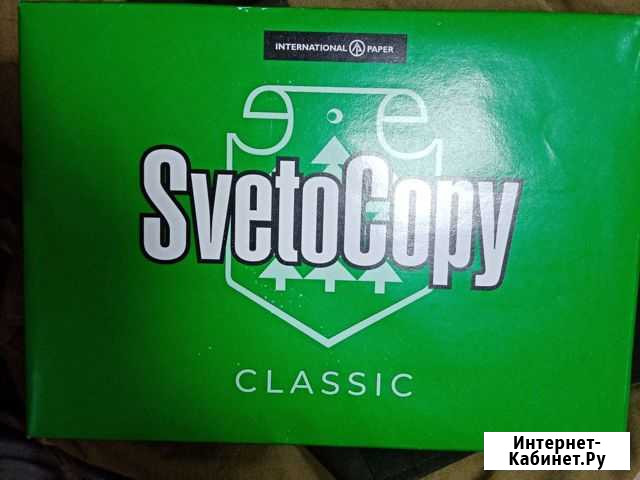 INTERNATIONAL PAPER
SvetoCopy
CLASSIC
Интернет-
Кабинет.Ру